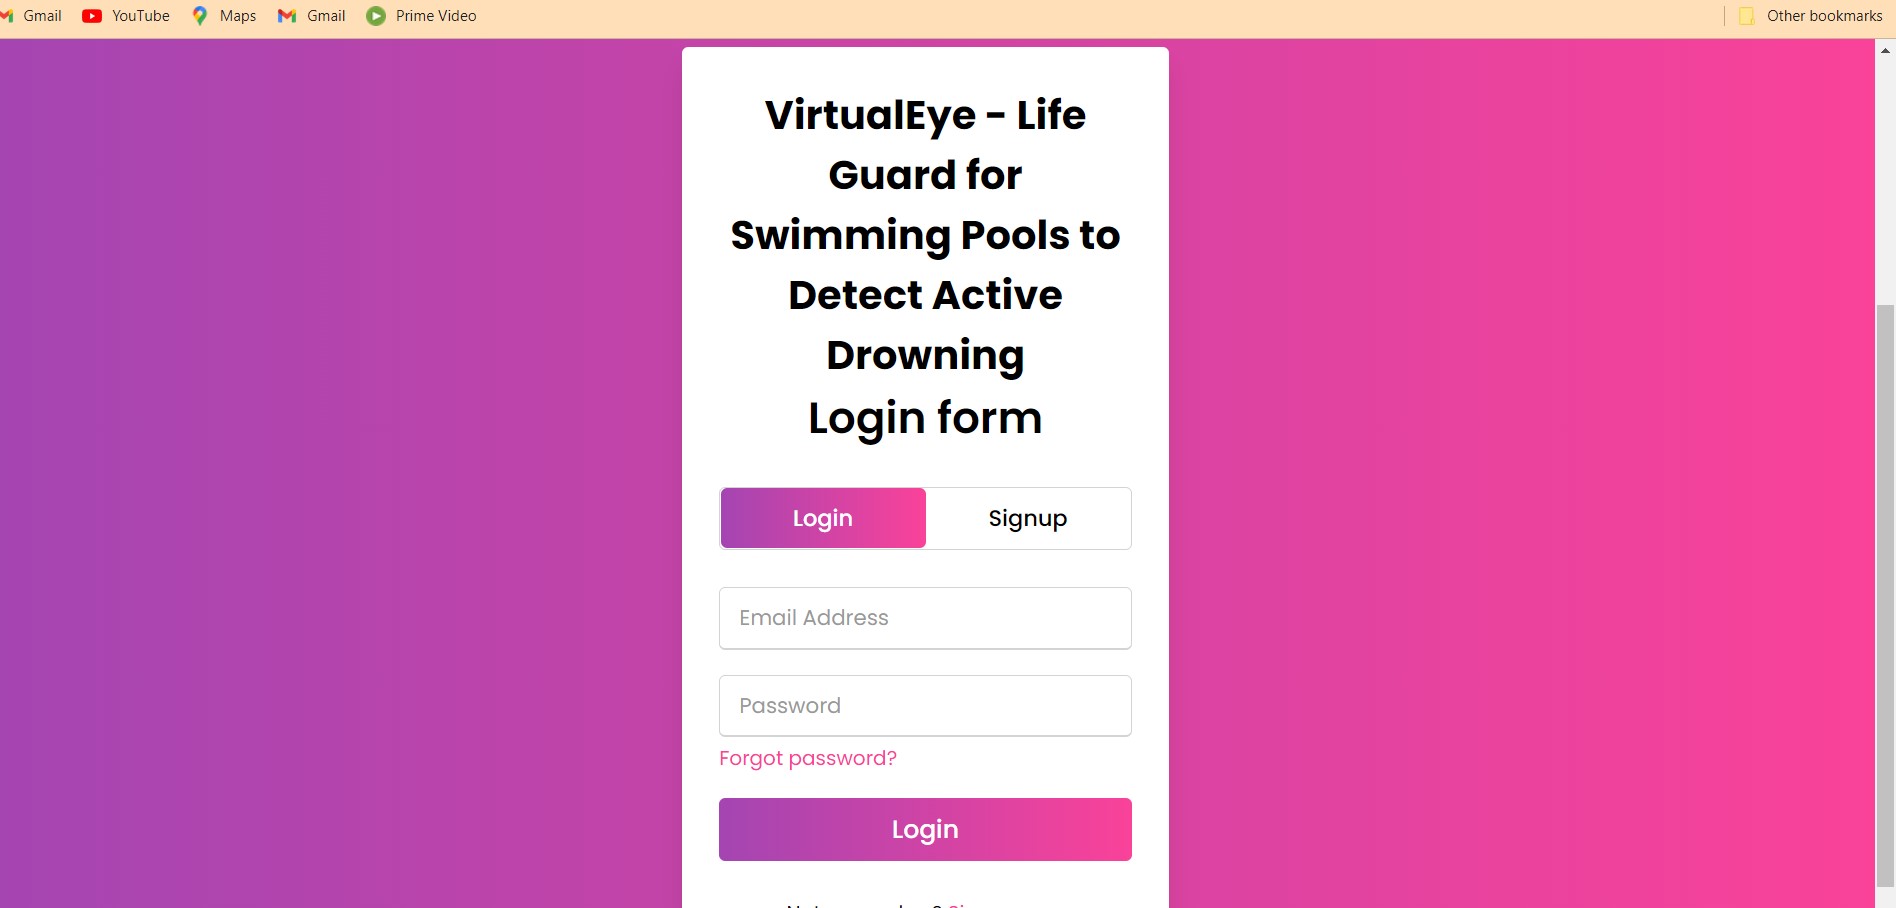 Gmail YouTube Maps Gmail Prime Video Other bookmarks
VirtualEye - Life
Guard for
Swimming Pools to
Detect Active
Drowning
Login form
Login Signup
Email Address
Password
Forgot password?
Login